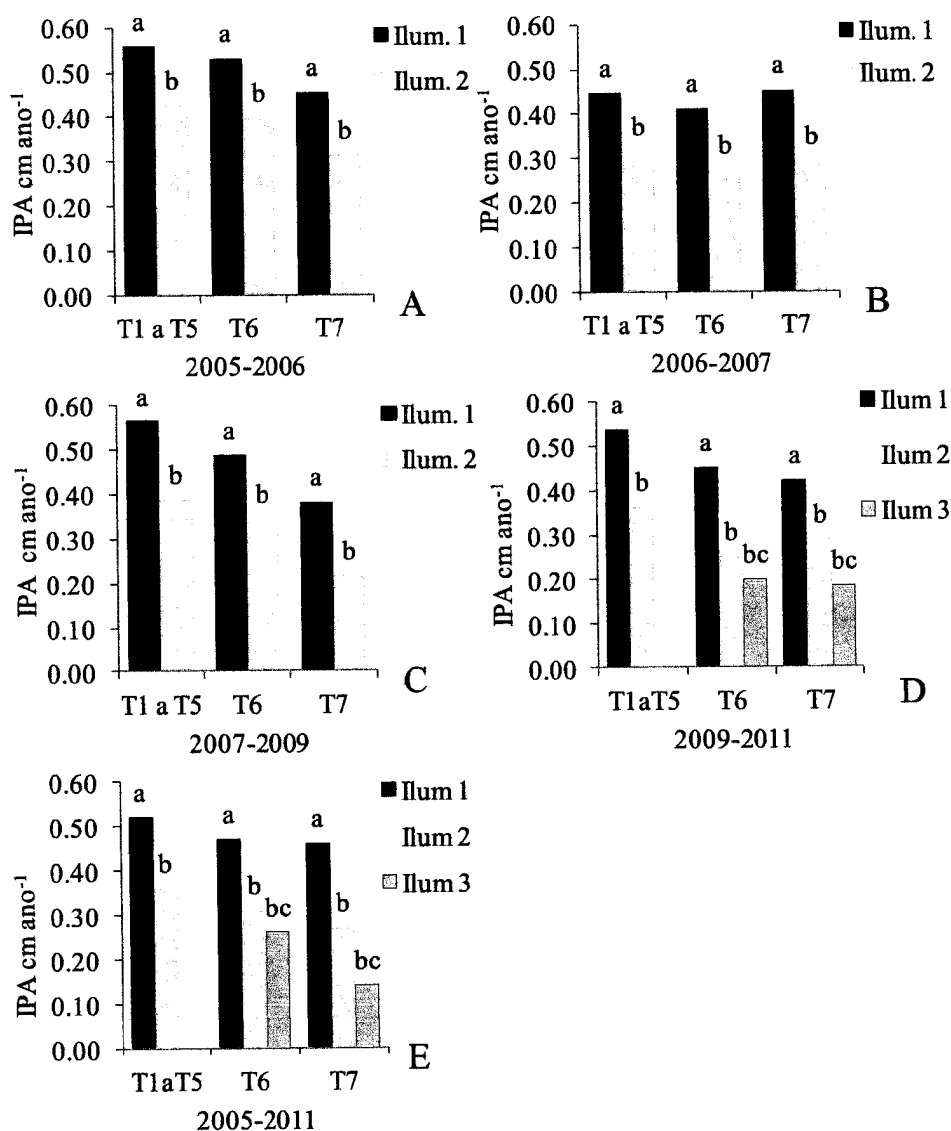 0.60
0.50
0.40
0.30
0.20
0.10
0.00
IPA cm ano-1
a
b
a
b
a
b
Ilum. 1
Ilum. 2
T1 a T5 T6 T7
2005-2006
A
0.60
0.50
0.40
0.30
0.20
0.10
0.00
IPA cm ano-1
a
b
a
b
a
b
Ilum. 1
Ilum. 2
T1 a T5 T6 T7
2006-2007
B
0.60
0.50
0.40
0.30
0.20
0.10
0.00
IPA cm ano-1
a
b
a
b
a
b
Ilum. 1
Ilum. 2
T1 a T5 T6 T7
2007-2009
C
0.60
0.50
0.40
0.30
0.20
0.10
0.00
IPA cm ano-1
a
b
a
b
bc
a
b
bc
Ilum 1
Ilum 2
Ilum 3
T1aT5 T6 T7
2009-2011
D
0.60
0.50
0.40
0.30
0.20
0.10
0.00
IPA cm ano-1
a
b
a
b
bc
a
b
bc
Ilum 1
Ilum 2
Ilum 3
T1aT5 T6 T7
2005-2011
E